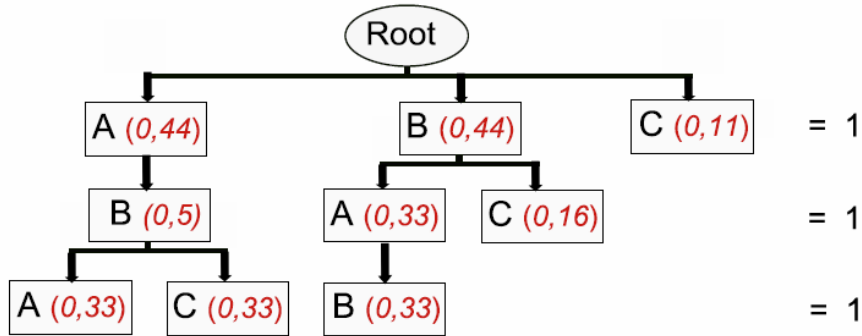 Root
A (0,44) B (0,44) C (0,11) = 1
B (0,5) A (0,33) C (0,16) = 1
A (0,33) C (0,33) B (0,33) = 1